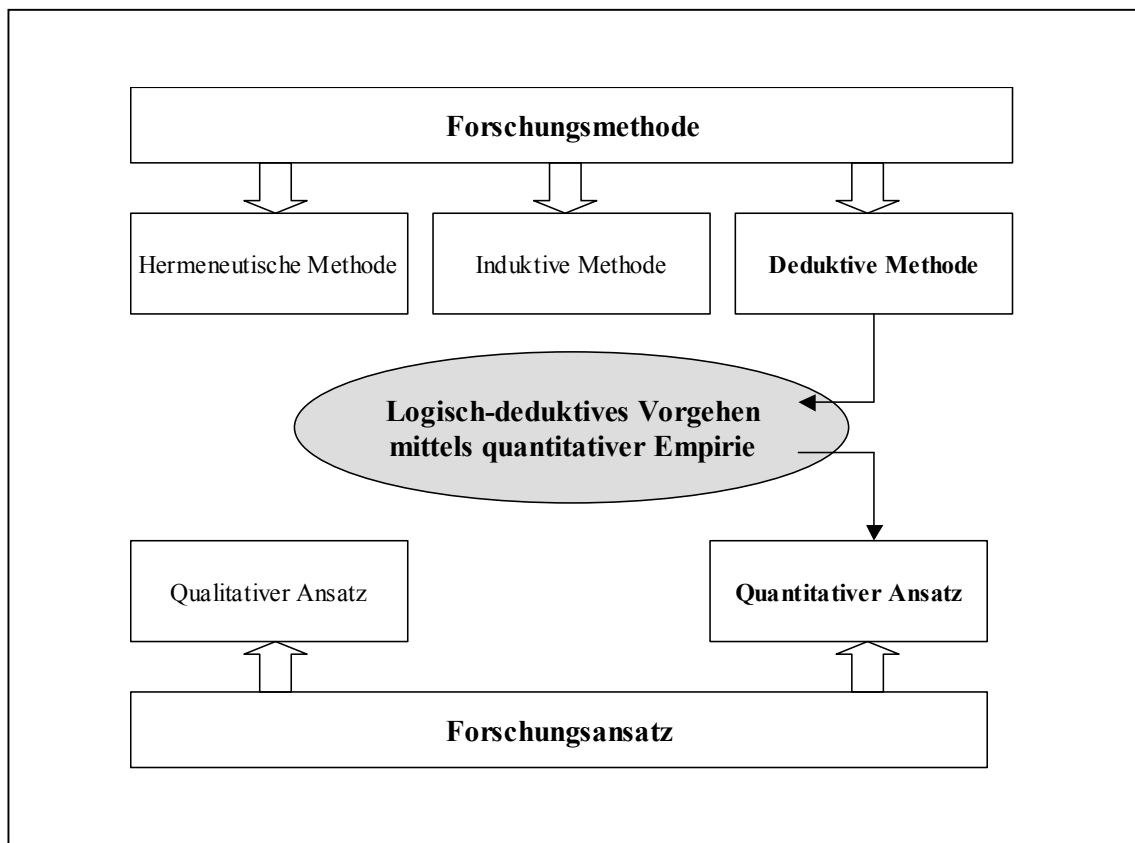 Forschungsmethode
Hermeneutische Methode
Induktive Methode
Deduktive Methode
Logisch-deduktives Vorgehen
mittels quantitativer Empirie
Qualitativer Ansatz
Quantitativer Ansatz
Forschungsansatz